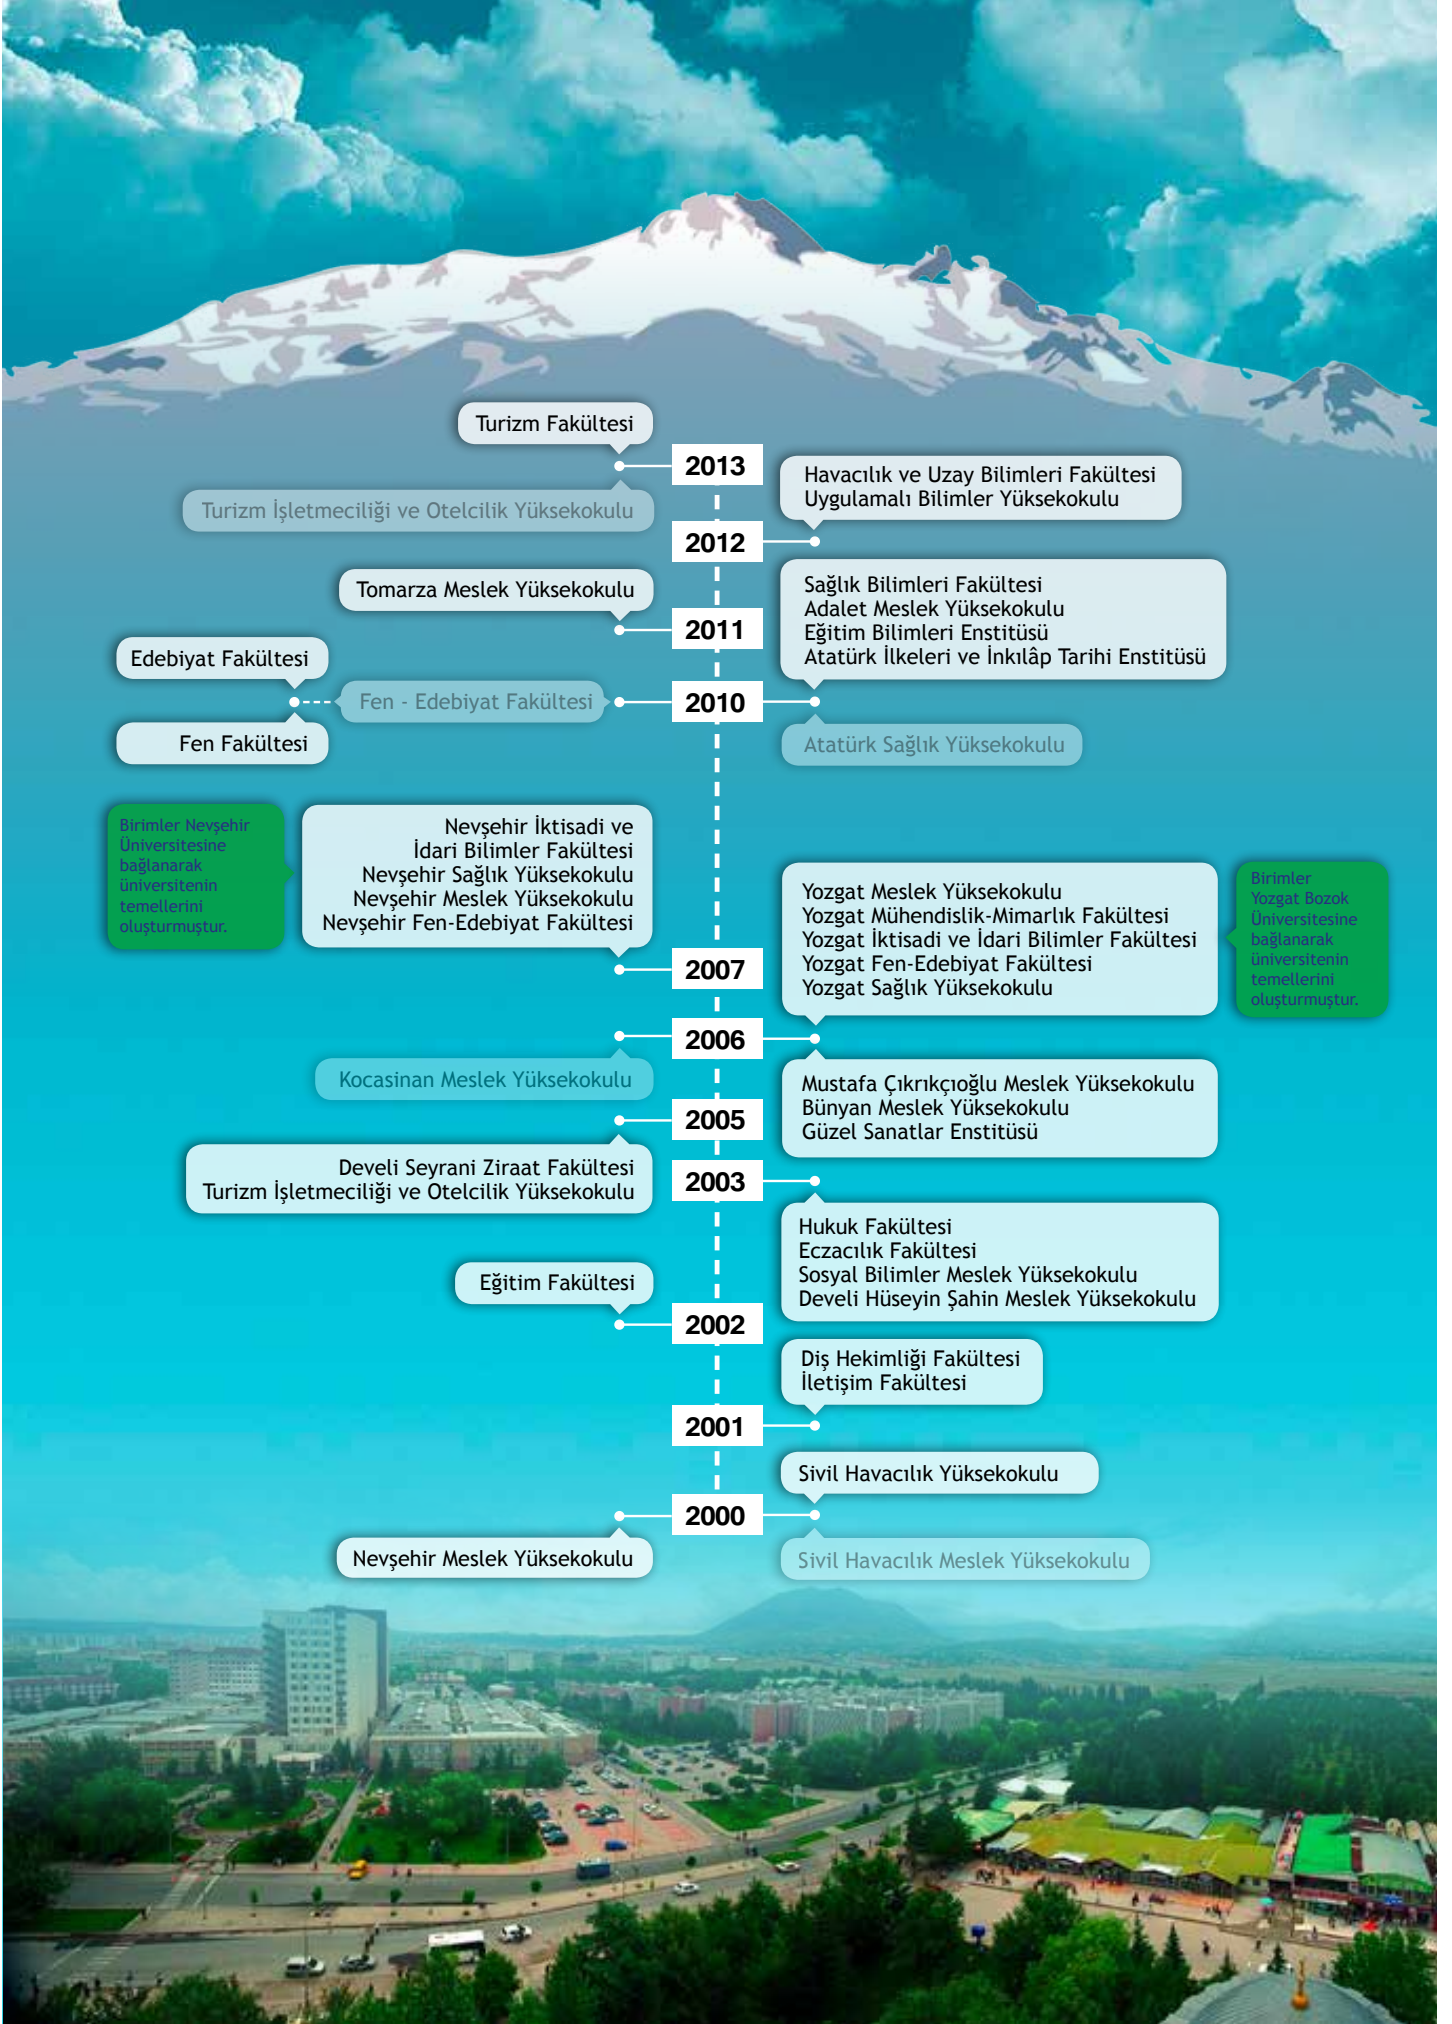 Turizm Fakültesi
2013
Turizm İşletmeciliği ve Otelcilik Yüksekokulu
Havacılık ve Uzay Bilimleri Fakültesi
Uygulamalı Bilimler Yüksekokulu
2012
Tomarza Meslek Yüksekokulu
2011
Sağlık Bilimleri Fakültesi
Adalet Meslek Yüksekokulu
Eğitim Bilimleri Enstitüsü
Atatürk İlkeleri ve İnkılâp Tarihi Enstitüsü
Edebiyat Fakültesi
Fen - Edebiyat Fakültesi
2010
Fen Fakültesi
Atatürk Sağlık Yüksekokulu
Birimler Nevşehir
Üniversitesine
bağlanarak
üniversitenin
temellerini
oluşturmuştur.
Nevşehir İktisadi ve
İdari Bilimler Fakültesi
Nevşehir Sağlık Yüksekokulu
Nevşehir Meslek Yüksekokulu
Nevşehir Fen-Edebiyat Fakültesi
2007
Yozgat Meslek Yüksekokulu
Yozgat Mühendislik-Mimarlık Fakültesi
Yozgat İktisadi ve İdari Bilimler Fakültesi
Yozgat Fen-Edebiyat Fakültesi
Yozgat Sağlık Yüksekokulu
Birimler
Yozgat Bozok
Üniversitesine
bağlanarak
üniversitenin
temellerini
oluşturmuştur.
2006
Kocasinan Meslek Yüksekokulu
Mustafa Çıkrıkçıoğlu Meslek Yüksekokulu
Bünyan Meslek Yüksekokulu
Güzel Sanatlar Enstitüsü
2005
Develi Seyrani Ziraat Fakültesi
Turizm İşletmeciliği ve Otelcilik Yüksekokulu
2003
Hukuk Fakültesi
Eczacılık Fakültesi
Sosyal Bilimler Meslek Yüksekokulu
Develi Hüseyin Şahin Meslek Yüksekokulu
Eğitim Fakültesi
2002
Diş Hekimliği Fakültesi
İletişim Fakültesi
2001
Sivil Havacılık Yüksekokulu
2000
Nevşehir Meslek Yüksekokulu
Sivil Havacılık Meslek Yüksekokulu